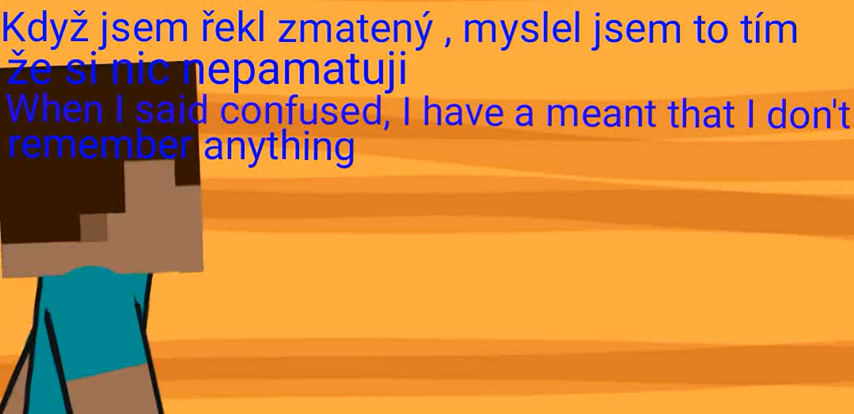 Když jsem řekl zmatený , myslel jsem to tím
že si nic nepamatuji
When I said confused, I have a meant that I don't
remember anything